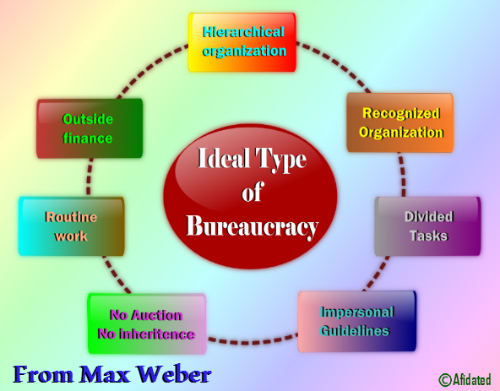 Hierarchical
organization
Outside
finance
Recognized
Organization
Ideal Type
of
Bureaucracy
Routine
work
Divided
Tasks
No Auction
No inheritence
Impersonal
Guidelines
From Max Weber
©Afidated